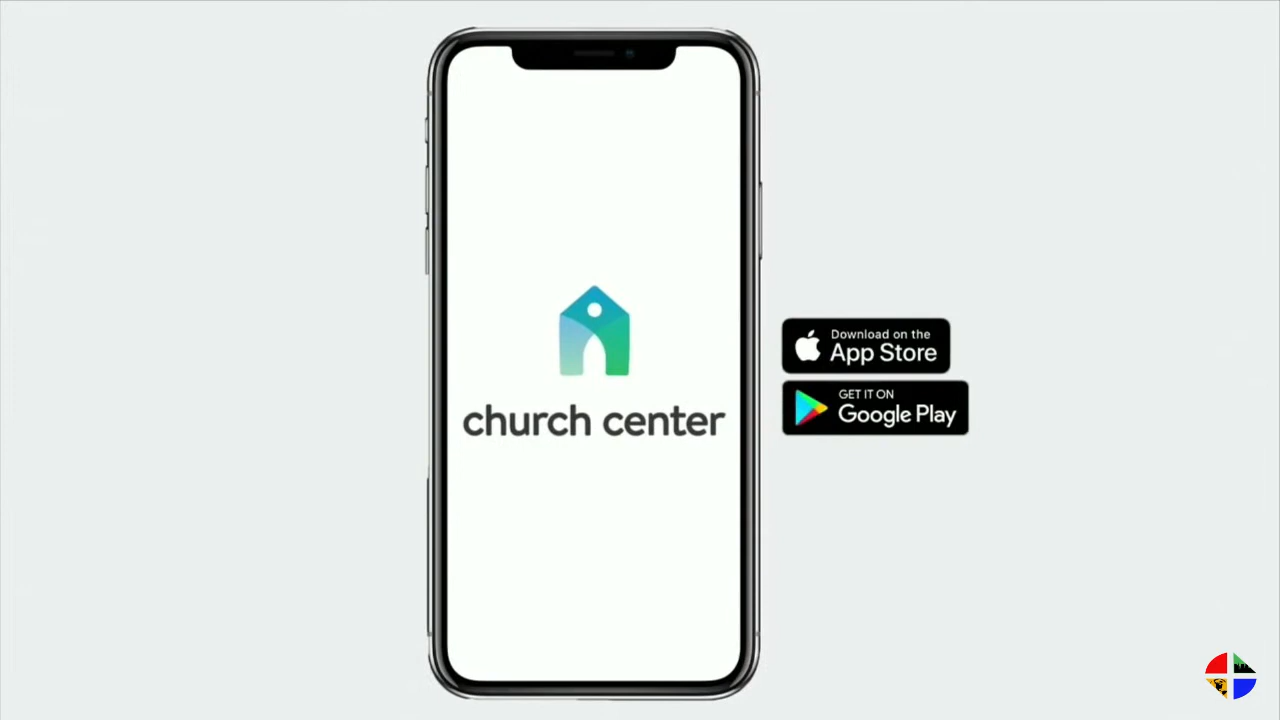 church center
Download on the
App Store
GET IT ON
Google Play